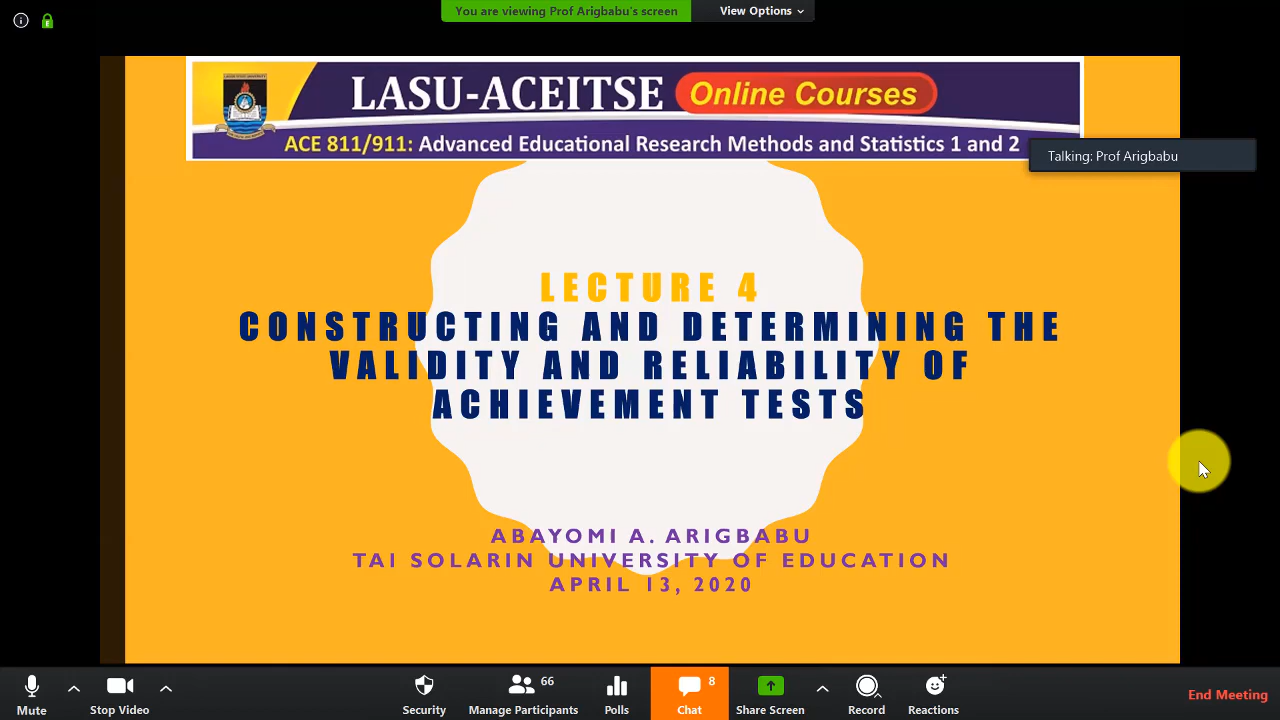 You are viewing Prof Arigbabu's screen
View Options
LASU-ACEITSE Online Courses
ACE 811/911: Advanced Educational Research Methods and Statistics 1 and 2
Talking: Prof Arigbabu
LECTURE 4
CONSTRUCTING AND DETERMINING THE
VALIDITY AND RELIABILITY OF
ACHIEVEMENT TESTS
ABAYOMI A. ARIGBABU
TAI SOLARIN UNIVERSITY OF EDUCATION
APRIL 13, 2020
Mute
Stop Video
Security
66
Manage Participants
Polls
8
Chat
Share Screen
Record
Reactions
End Meeting